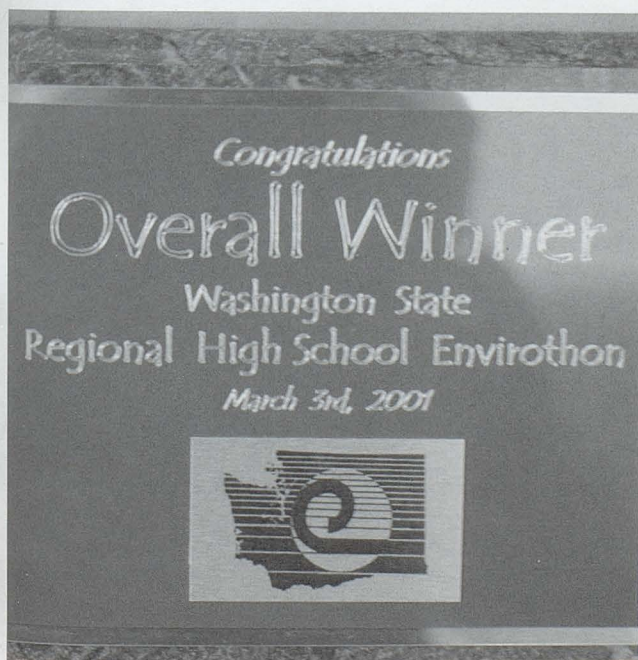 Congratulations
Overall Winner
Washington State
Regional High School Envirothon
March 3rd, 2001